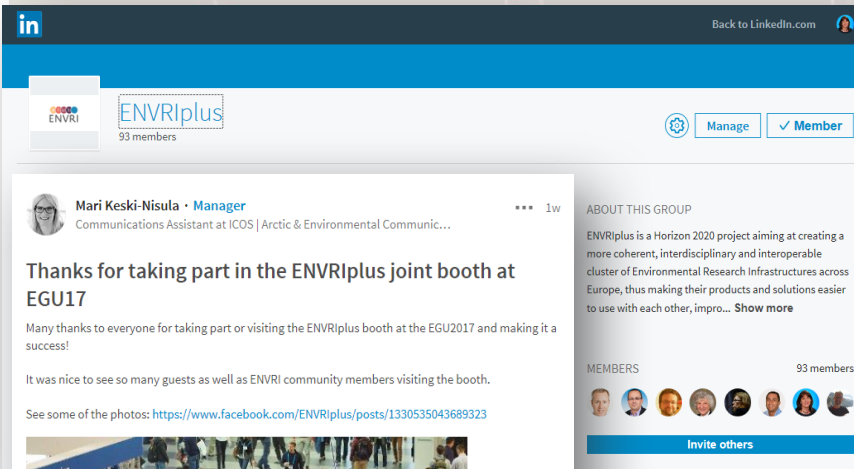 in
Back to LinkedIn.com
ENVRI
ENVRIplus
93 members
Manage
✓ Member
Mari Keski-Nisula • Manager
••• 1w
Communications Assistant at ICOS | Arctic & Environmental Communic...
Thanks for taking part in the ENVRIplus joint booth at
EGU17
Many thanks to everyone for taking part or visiting the ENVRIplus booth at the EGU2017 and making it a
success!
It was nice to see so many guests as well as ENVRI community members visiting the booth.
See some of the photos: https://www.facebook.com/ENVRIplus/posts/1330535043689323
ABOUT THIS GROUP
ENVRIplus is a Horizon 2020 project aiming at creating a
more coherent, interdisciplinary and interoperable
cluster of Environmental Research Infrastructures across
Europe, thus making their products and solutions easier
to use with each other, impro... Show more
MEMBERS
93 members
Invite others